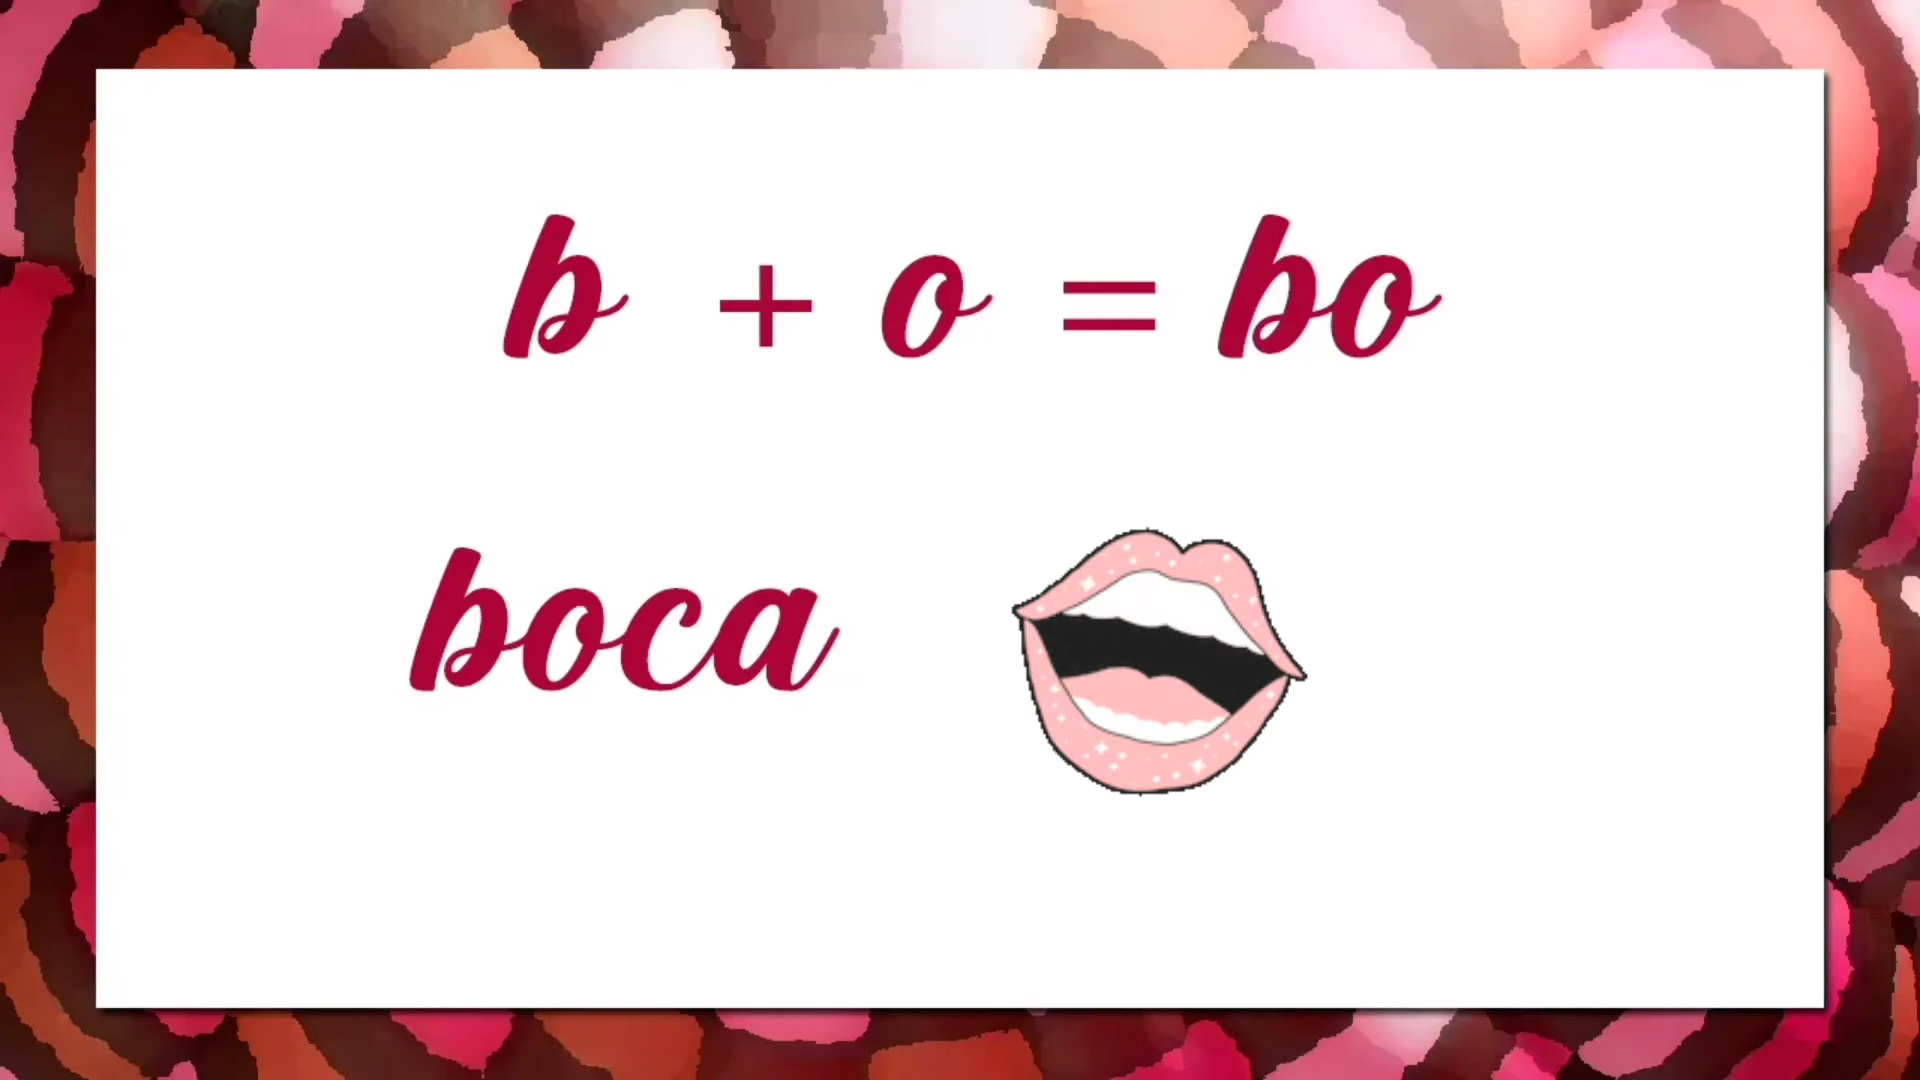 b + o = bo
boca